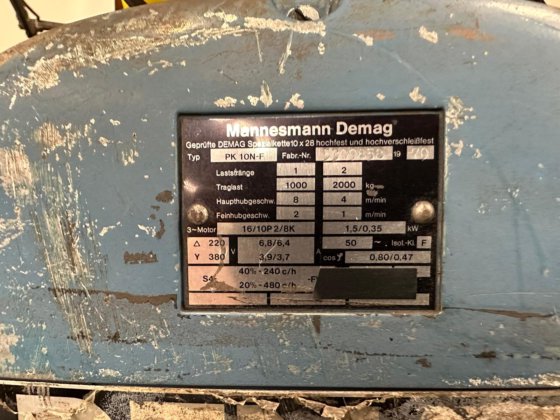 Mannesmann Demag
Geprüfte DEMAG Spezialkette 10 x 28 hochfest und hochverschleißfest
Typ PK 10N-F Fabr.-Nr. 19 70
Laststränge 1 2
Traglast 1000 2000 kg
Haupthubgeschw. 8 4 m/min
Feinhubgeschw. 2 1 m/min
3~Motor 16/10P 2/8K 1,5/0,35 kW
Δ 220 V 6,8/6,4 A 50 ~ Isol.-Kl. F
Y 380 3,9/3,7 cos φ 0,80/0,47
S4- 40% - 240 c/h
20% - 480 c/h